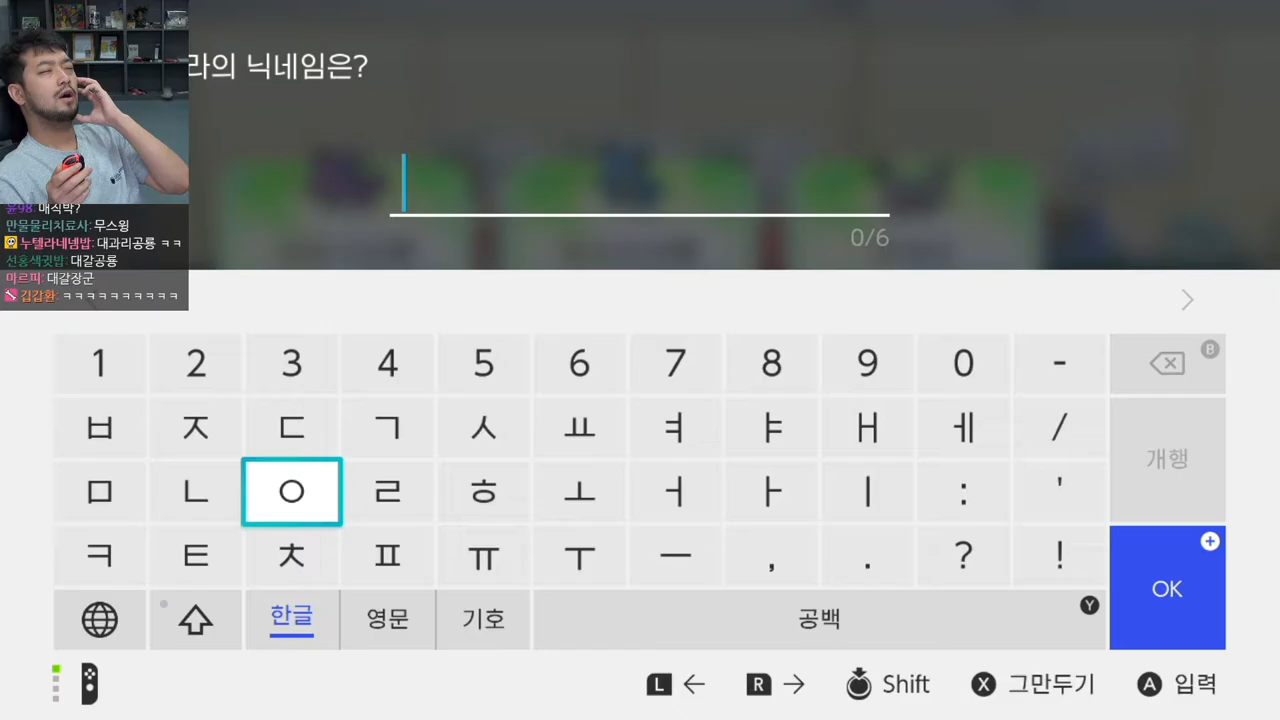 라의 닉네임은?
0/6
윤98: 매직박?
만물물리치료사: 무스윙
누텔라네넴밥: 대과리공룡 ㅋㅋ
선홍색귓밥: 대갈공룡
마르피: 대갈장군
김갑환: ㅋㅋㅋㅋㅋㅋㅋㅋㅋㅋ
1 2 3 4 5 6 7 8 9 0 - B
ㅂ ㅈ ㄷ ㄱ ㅅ ㅛ ㅕ ㅑ ㅐ ㅔ /
개행
ㅁ ㄴ ㅇ ㄹ ㅎ ㅗ ㅓ ㅏ ㅣ : '
ㅋ ㅌ ㅊ ㅍ ㅠ ㅜ ㅡ , . ? !
OK
한글 영문 기호 공백 Y
L ← R → Shift X 그만두기 A 입력